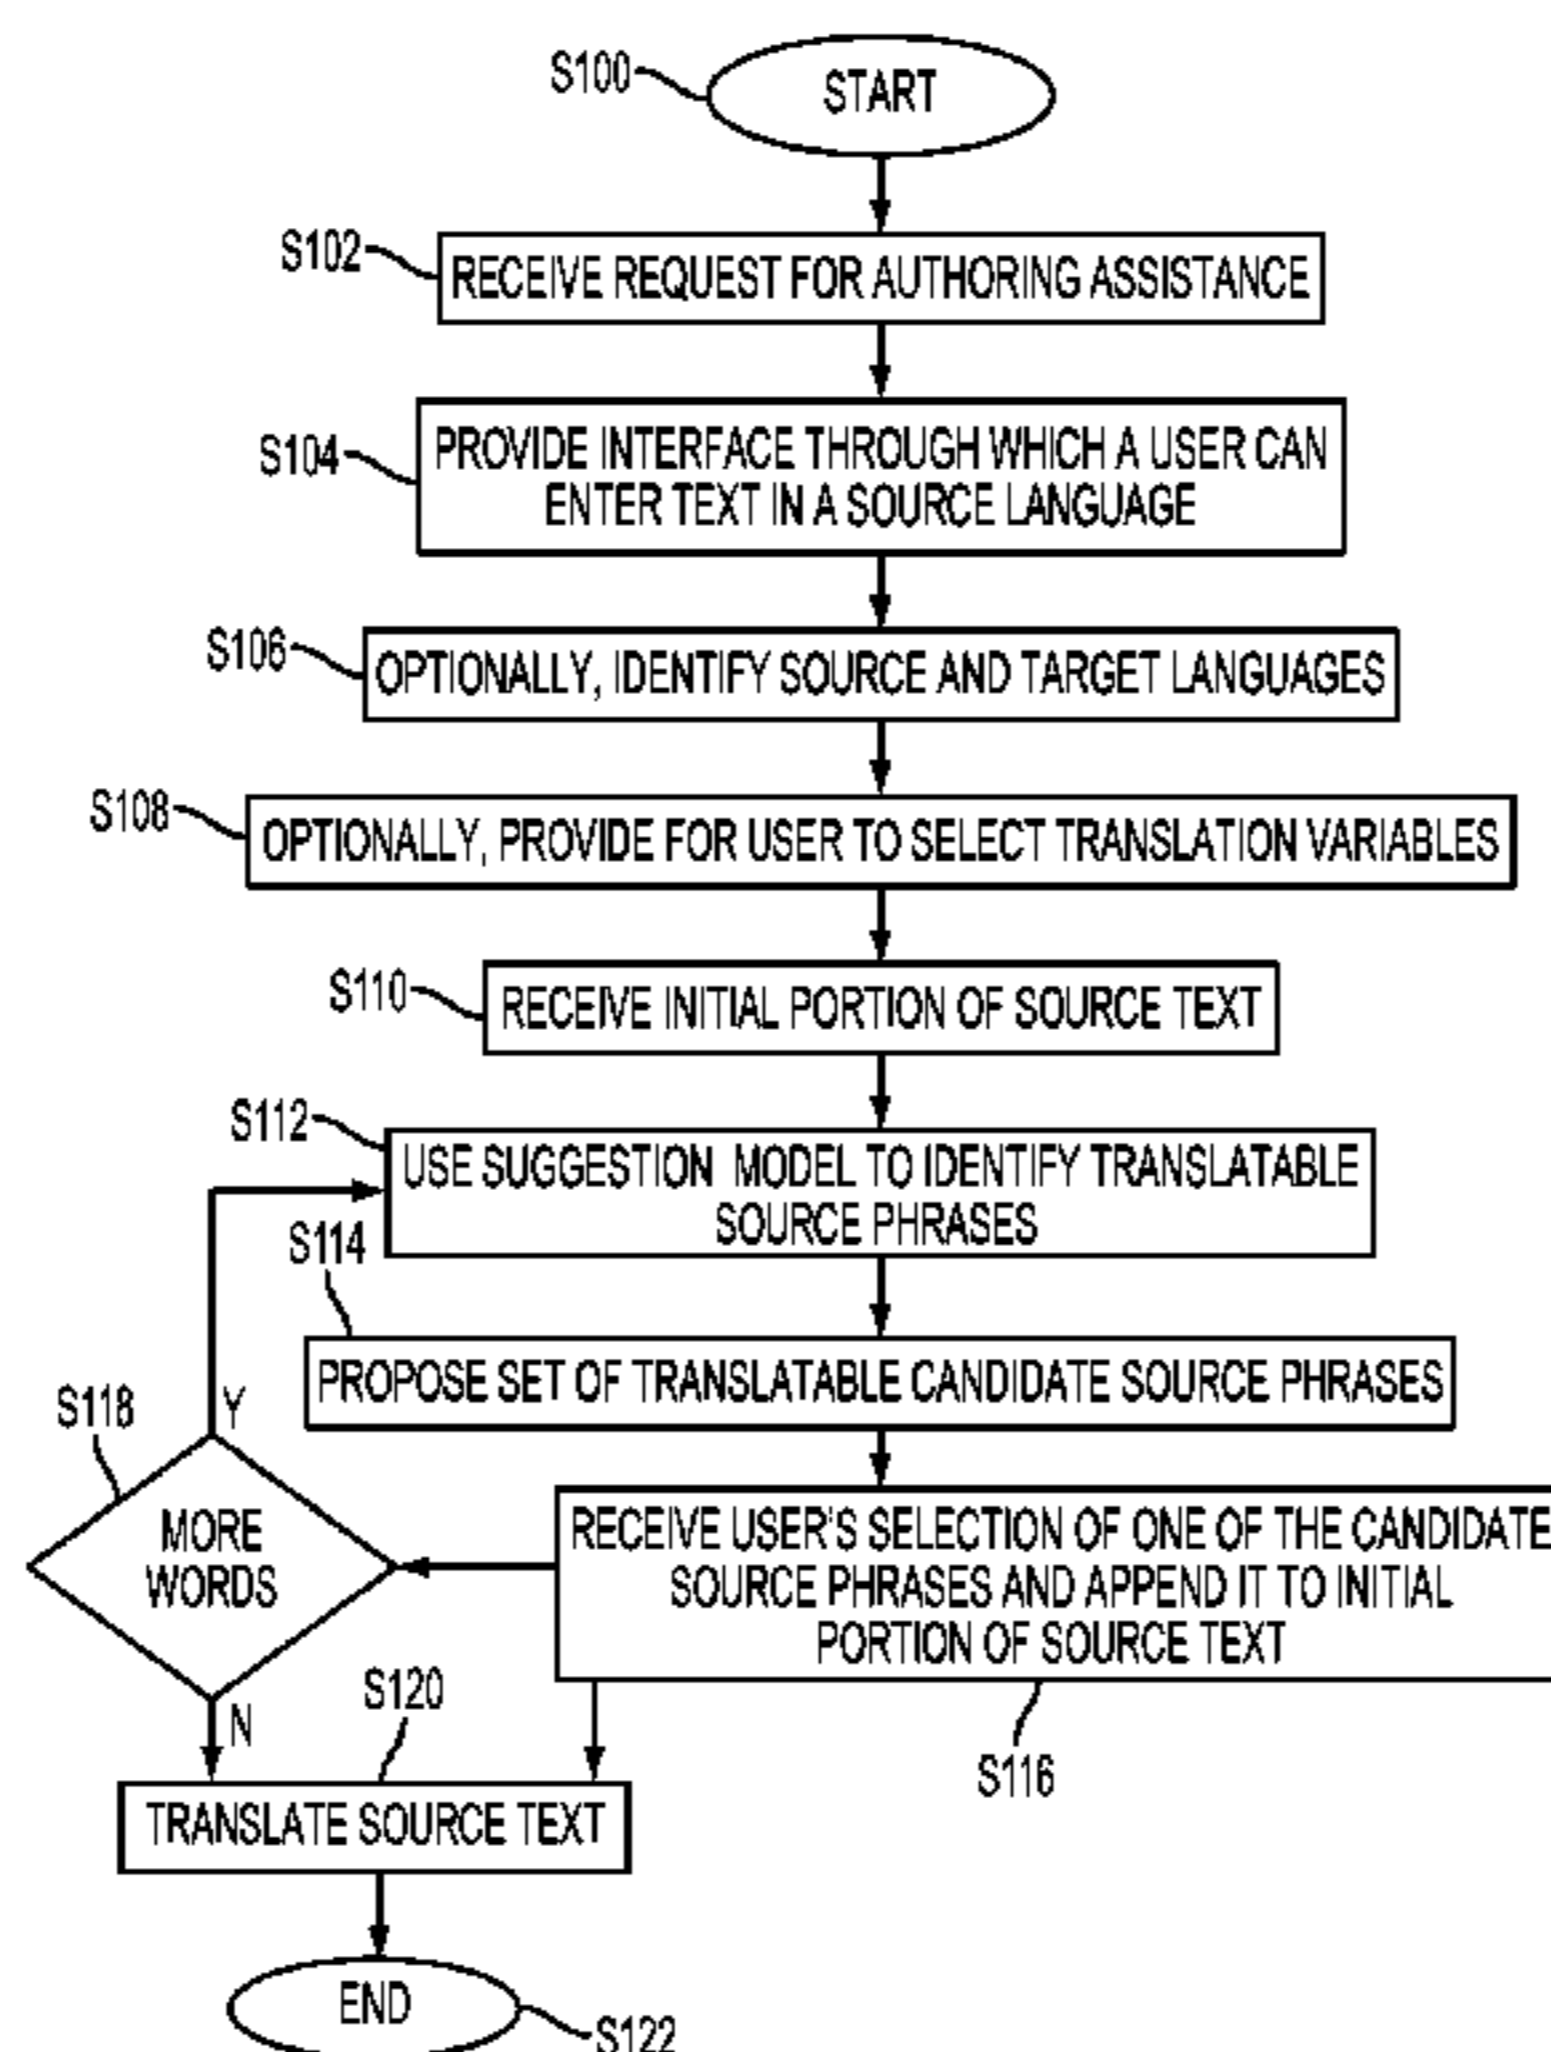 S100
START
S102
RECEIVE REQUEST FOR AUTHORING ASSISTANCE
S104
PROVIDE INTERFACE THROUGH WHICH A USER CAN
ENTER TEXT IN A SOURCE LANGUAGE
S106
OPTIONALLY, IDENTIFY SOURCE AND TARGET LANGUAGES
S108
OPTIONALLY, PROVIDE FOR USER TO SELECT TRANSLATION VARIABLES
S110
RECEIVE INITIAL PORTION OF SOURCE TEXT
S112
USE SUGGESTION MODEL TO IDENTIFY TRANSLATABLE
SOURCE PHRASES
S114
PROPOSE SET OF TRANSLATABLE CANDIDATE SOURCE PHRASES
S118
Y
MORE
WORDS
N
RECEIVE USER'S SELECTION OF ONE OF THE CANDIDATE
SOURCE PHRASES AND APPEND IT TO INITIAL
PORTION OF SOURCE TEXT
S116
S120
TRANSLATE SOURCE TEXT
END
S122